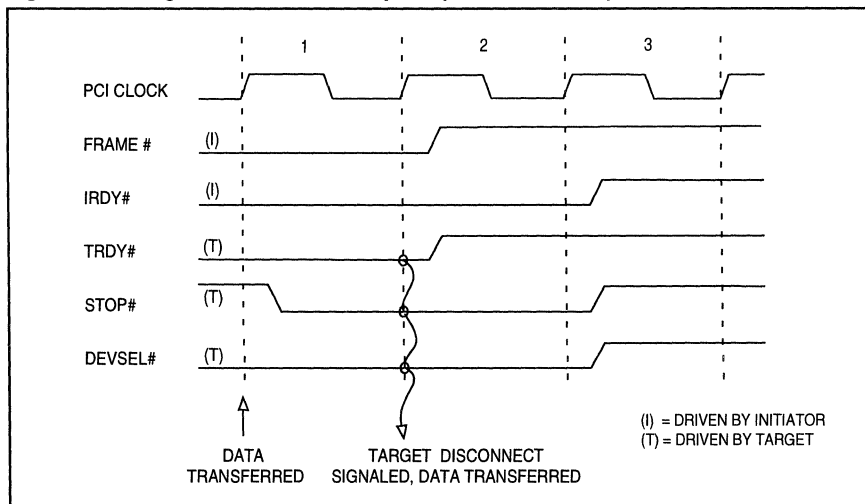 1 2 3
PCI CLOCK
FRAME # (I)
IRDY# (I)
TRDY# (T)
STOP# (T)
DEVSEL# (T)
DATA
TRANSFERRED
TARGET DISCONNECT
SIGNALED, DATA TRANSFERRED
(I) = DRIVEN BY INITIATOR
(T) = DRIVEN BY TARGET